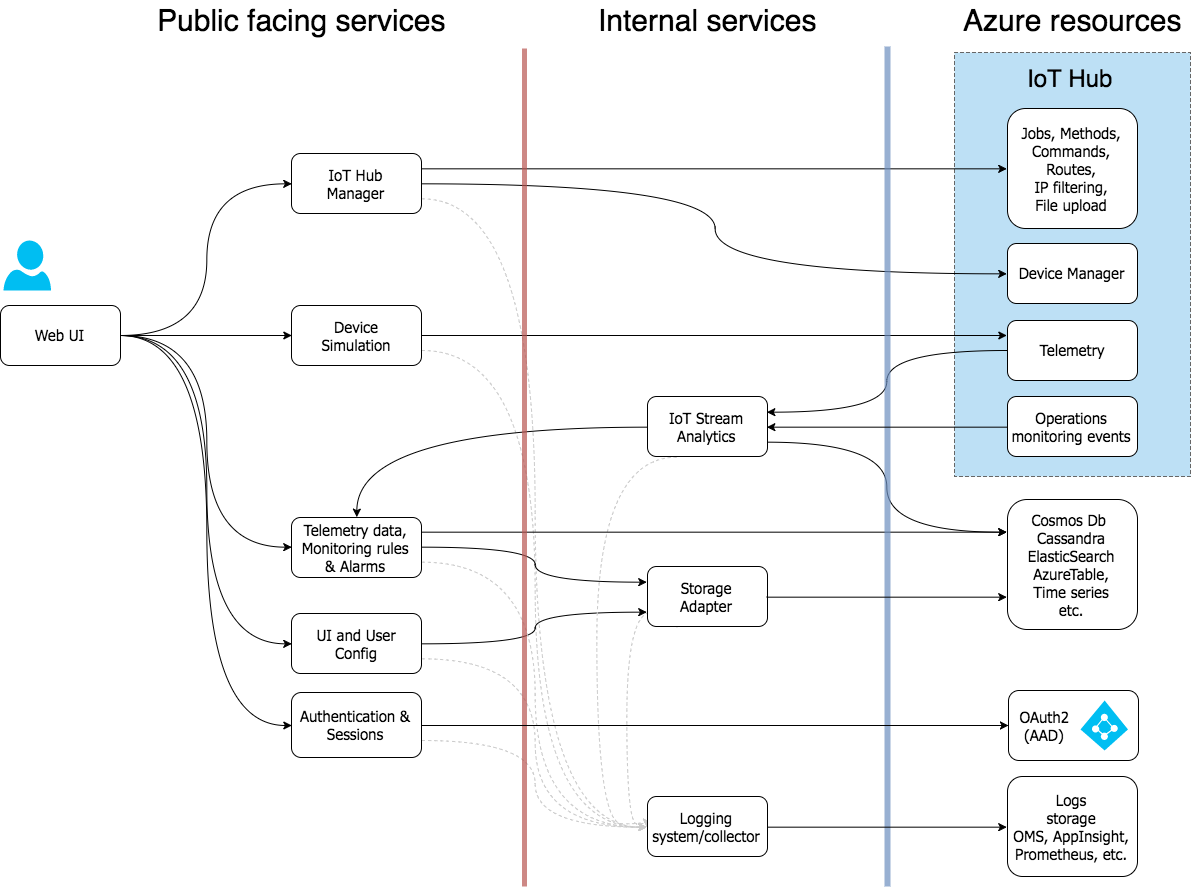 Public facing services
Internal services
Azure resources
IoT Hub
Jobs, Methods,
Commands,
Routes,
IP filtering,
File upload
IoT Hub
Manager
Device Manager
Web UI
Device
Simulation
Telemetry
IoT Stream
Analytics
Operations
monitoring events
Telemetry data,
Monitoring rules
& Alarms
Cosmos Db
Cassandra
ElasticSearch
AzureTable,
Time series
etc.
Storage
Adapter
UI and User
Config
Authentication &
Sessions
OAuth2
(AAD)
Logging
system/collector
Logs
storage
OMS, AppInsight,
Prometheus, etc.